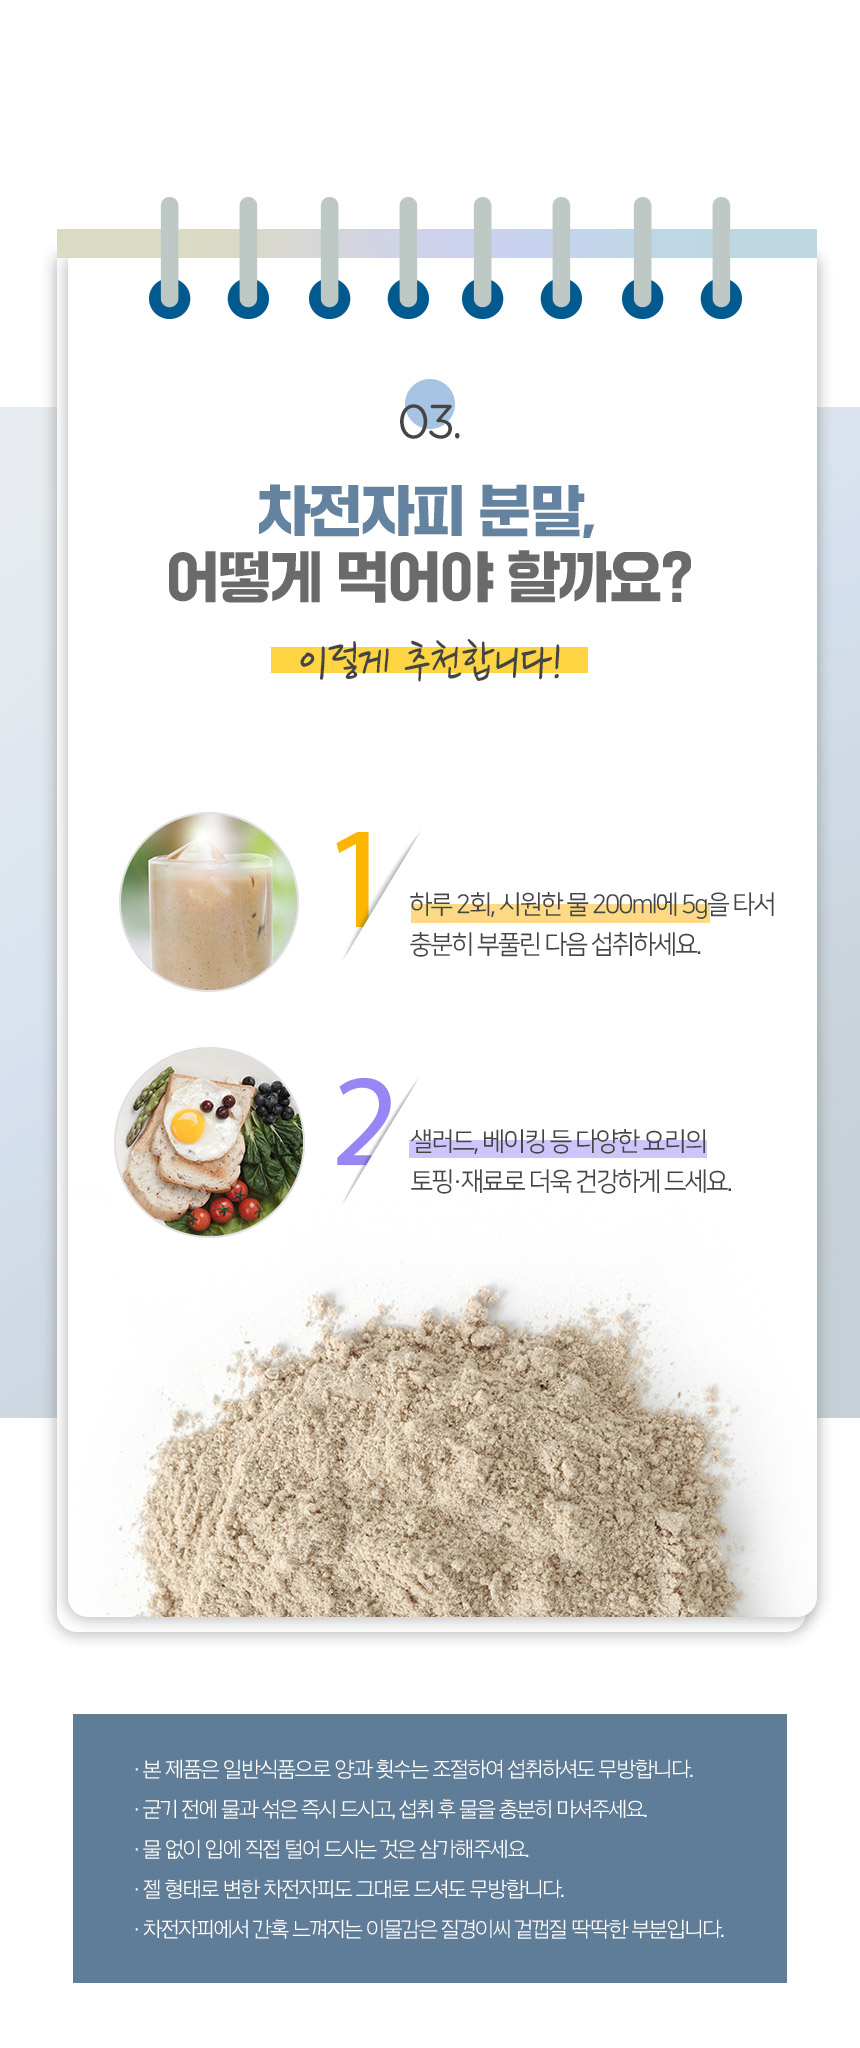 03.
차전자피 분말,
어떻게 먹어야 할까요?
이렇게 추천합니다!
1
하루 2회, 시원한 물 200ml에 5g을 타서
충분히 부풀린 다음 섭취하세요.
2
샐러드, 베이킹 등 다양한 요리의
토핑·재료로 더욱 건강하게 드세요.
· 본 제품은 일반식품으로 양과 횟수는 조절하여 섭취하셔도 무방합니다.
· 굳기 전에 물과 섞은 즉시 드시고, 섭취 후 물을 충분히 마셔주세요.
· 물 없이 입에 직접 털어 드시는 것은 삼가해주세요.
· 젤 형태로 변한 차전자피도 그대로 드셔도 무방합니다.
· 차전자피에서 간혹 느껴지는 이물감은 질경이씨 겉껍질 딱딱한 부분입니다.